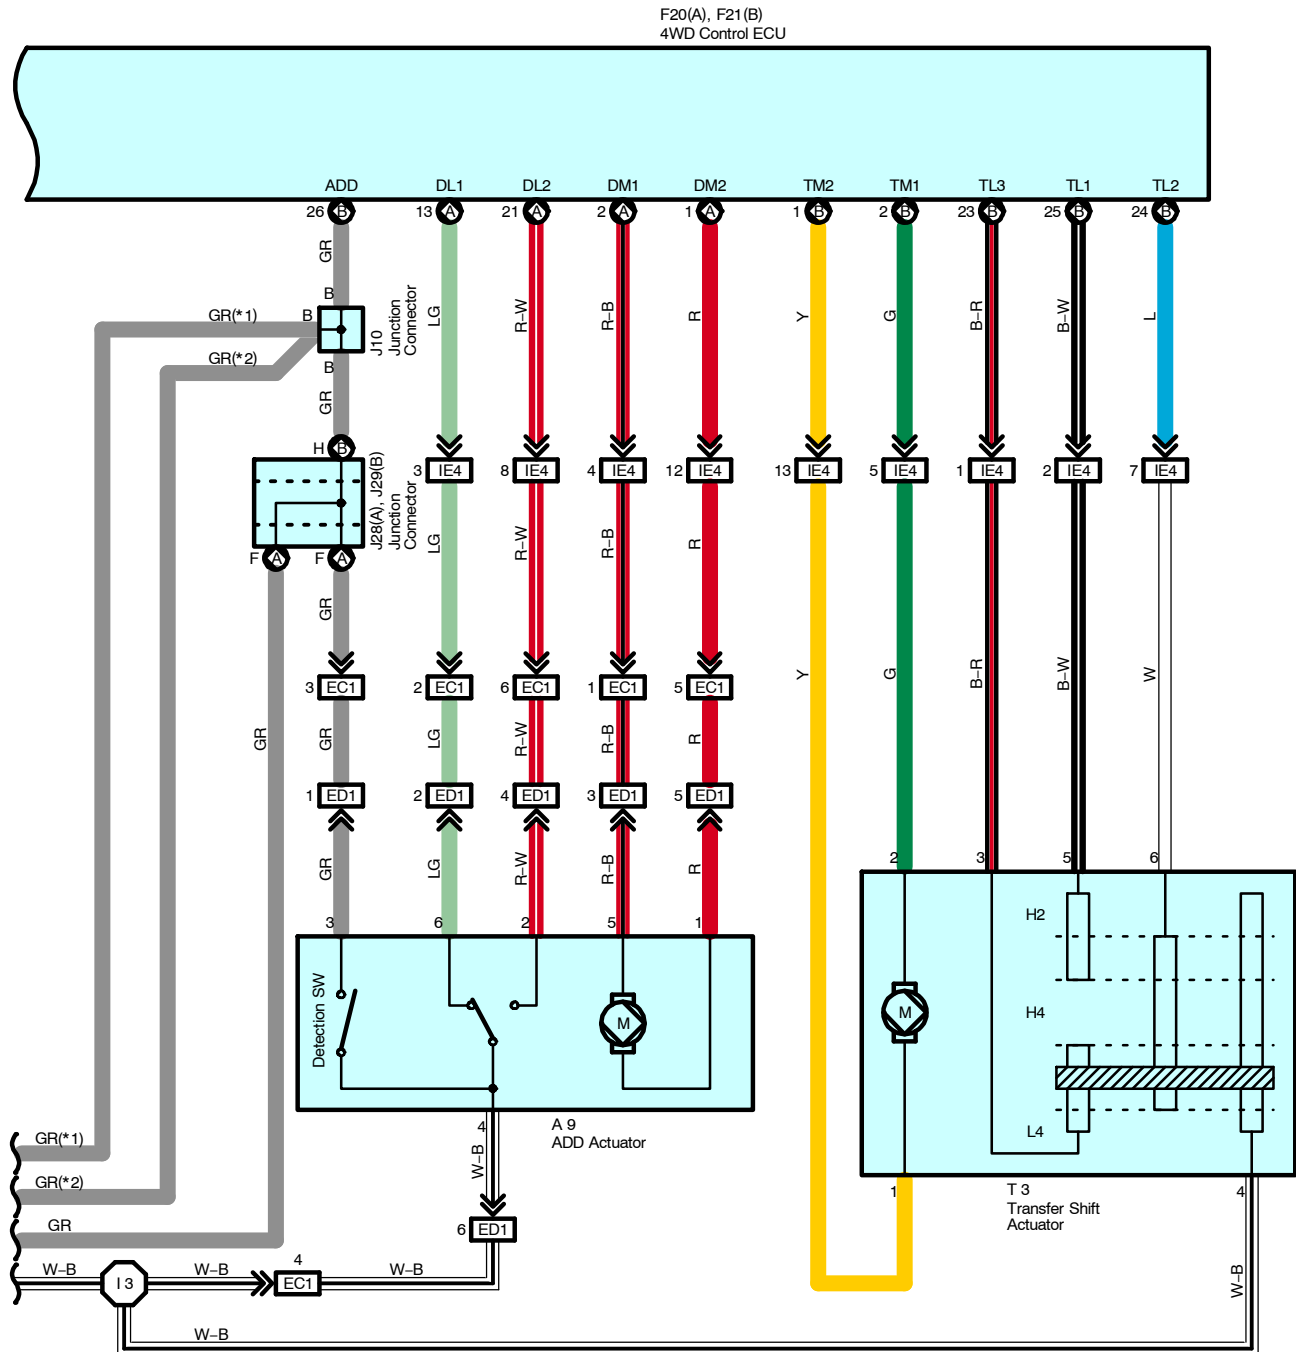 F20(A), F21(B)
4WD Control ECU
ADD DL1 DL2 DM1 DM2 TM2 TM1 TL3 TL1 TL2
26 B 13 A 21 A 2 A 1 A 1 B 2 B 23 B 25 B 24 B
GR LG R–W R–B R Y G B–R B–W L
B
GR(*1) B
J10
Junction
Connector
GR(*2)
B
GR
H B
3 IE4 8 IE4 4 IE4 12 IE4 13 IE4 5 IE4 1 IE4 2 IE4 7 IE4
J28(A), J29(B)
Junction
Connector
F A F A
LG R–W R–B R
GR
Y G B–R B–W W
3 EC1 2 EC1 6 EC1 1 EC1 5 EC1
GR GR LG R–W R–B R
1 ED1 2 ED1 4 ED1 3 ED1 5 ED1
GR LG R–W R–B R
2 3 5 6
3 6 2 5 1
H2
Detection SW
M
M
H4
L4
4
A 9
ADD Actuator
GR(*1)
W–B
GR(*2)
1
T 3
Transfer Shift
Actuator
4
GR
6 ED1
W–B I 3 W–B 4 EC1 W–B
W–B
W–B